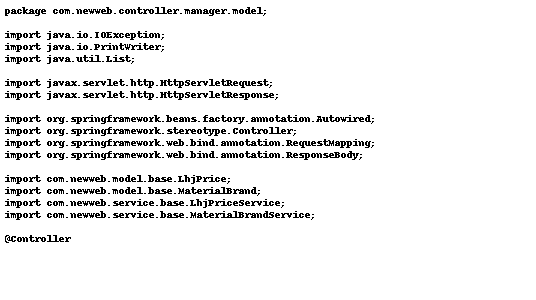 package com.newweb.controller.manager.model;
import java.io.IOException;
import java.io.PrintWriter;
import java.util.List;
import javax.servlet.http.HttpServletRequest;
import javax.servlet.http.HttpServletResponse;
import org.springframework.beans.factory.annotation.Autowired;
import org.springframework.stereotype.Controller;
import org.springframework.web.bind.annotation.RequestMapping;
import org.springframework.web.bind.annotation.ResponseBody;
import com.newweb.model.base.LhjPrice;
import com.newweb.model.base.MaterialBrand;
import com.newweb.service.base.LhjPriceService;
import com.newweb.service.base.MaterialBrandService;
@Controller